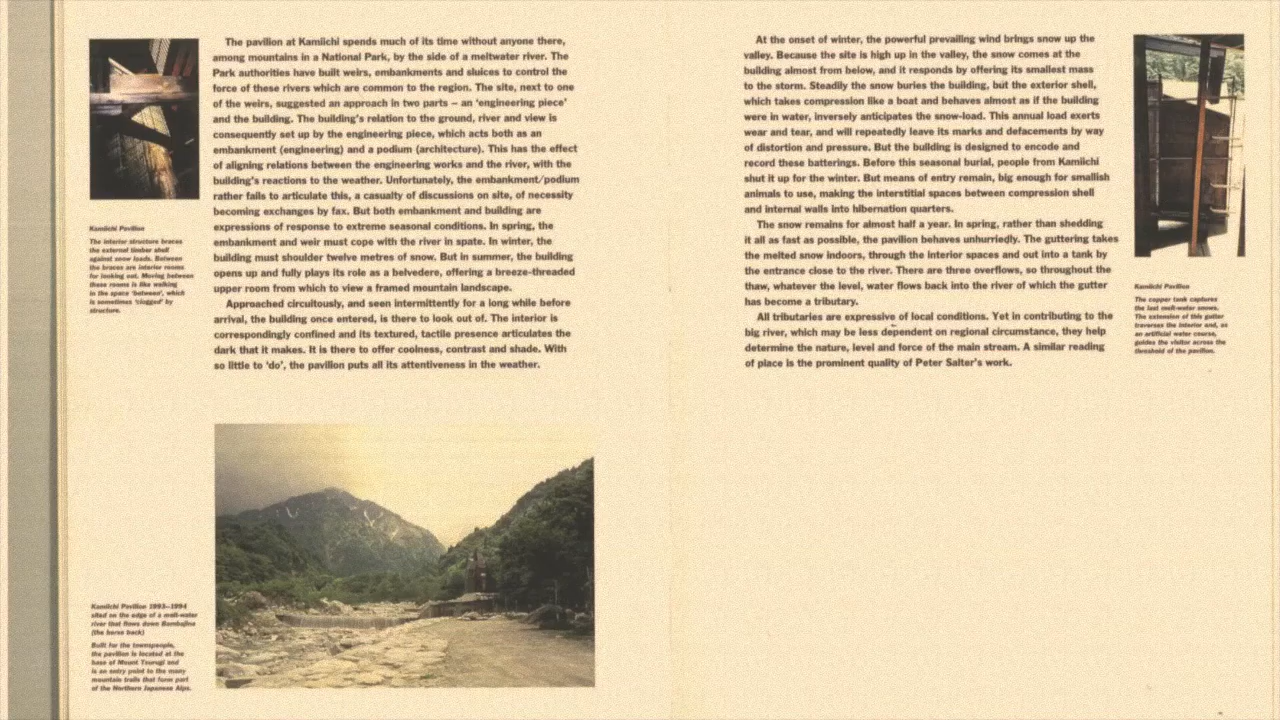 The pavilion at Kamiichi spends much of its time without anyone there,
among mountains in a National Park, by the side of a meltwater river. The
Park authorities have built weirs, embankments and sluices to control the
force of these rivers which are common to the region. The site, next to one
of the weirs, suggested an approach in two parts – an ‘engineering piece’
and the building. The building’s relation to the ground, river and view is
consequently set up by the engineering piece, which acts both as an
embankment (engineering) and a podium (architecture). This has the effect
of aligning relations between the engineering works and the river, with the
building’s reactions to the weather. Unfortunately, the embankment/podium
rather fails to articulate this, a casualty of discussions on site, of necessity
becoming exchanges by fax. But both embankment and building are
expressions of response to extreme seasonal conditions. In spring, the
embankment and weir must cope with the river in spate. In winter, the
building must shoulder twelve metres of snow. But in summer, the building
opens up and fully plays its role as a belvedere, offering a breeze-threaded
upper room from which to view a framed mountain landscape.
Approached circuitously, and seen intermittently for a long while before
arrival, the building once entered, is there to look out of. The interior is
correspondingly confined and its textured, tactile presence articulates the
dark that it makes. It is there to offer coolness, contrast and shade. With
so little to ‘do’, the pavilion puts all its attentiveness in the weather.
Kamiichi Pavilion
The interior structure braces
the external timber shell
against snow loads. Between
the braces are interior rooms
for looking out. Moving between
these rooms is like walking
in the space ‘between’, which
is sometimes ‘clogged’ by
structure.
Kamiichi Pavilion 1993–1994
sited on the edge of a melt-water
river that flows down Bambajina
(the horse back)
Built for the townspeople,
the pavilion is located at the
base of Mount Tsurugi and
is an entry point to the many
mountain trails that form part
of the Northern Japanese Alps.
At the onset of winter, the powerful prevailing wind brings snow up the
valley. Because the site is high up in the valley, the snow comes at the
building almost from below, and it responds by offering its smallest mass
to the storm. Steadily the snow buries the building, but the exterior shell,
which takes compression like a boat and behaves almost as if the building
were in water, inversely anticipates the snow-load. This annual load exerts
wear and tear, and will repeatedly leave its marks and defacements by way
of distortion and pressure. But the building is designed to encode and
record these batterings. Before this seasonal burial, people from Kamiichi
shut it up for the winter. But means of entry remain, big enough for smallish
animals to use, making the interstitial spaces between compression shell
and internal walls into hibernation quarters.
The snow remains for almost half a year. In spring, rather than shedding
it all as fast as possible, the pavilion behaves unhurriedly. The guttering takes
the melted snow indoors, through the interior spaces and out into a tank by
the entrance close to the river. There are three overflows, so throughout the
thaw, whatever the level, water flows back into the river of which the gutter
has become a tributary.
All tributaries are expressive of local conditions. Yet in contributing to the
big river, which may be less dependent on regional circumstance, they help
determine the nature, level and force of the main stream. A similar reading
of place is the prominent quality of Peter Salter’s work.
Kamiichi Pavilion
The copper tank captures
the last melt-water snows.
The extension of this gutter
traverses the interior and, as
an artificial water course,
guides the visitor across the
threshold of the pavilion.